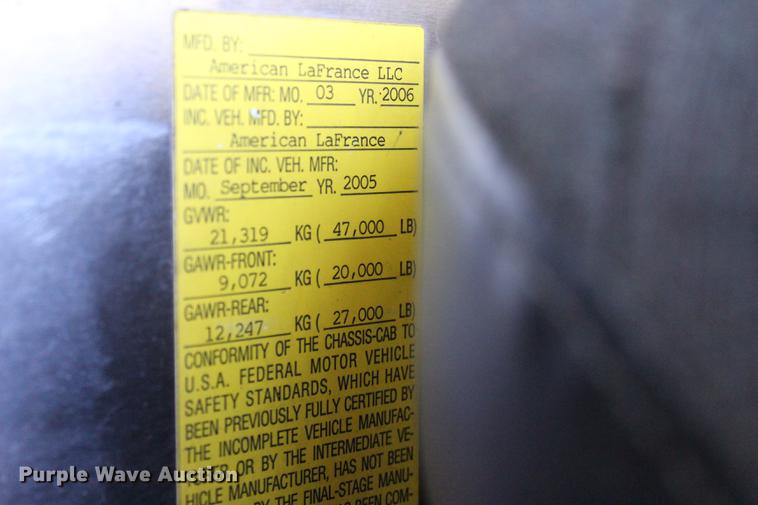 MFD. BY:
American LaFrance LLC
DATE OF MFR: MO. 03 YR. 2006
INC. VEH. MFD. BY:
American LaFrance
DATE OF INC. VEH. MFR:
MO. September YR. 2005
GVWR:
21,319 KG ( 47,000 LB)
GAWR-FRONT:
9,072 KG ( 20,000 LB)
GAWR-REAR:
12,247 KG ( 27,000 LB)
CONFORMITY OF THE CHASSIS-CAB TO
U.S.A. FEDERAL MOTOR VEHICLE
SAFETY STANDARDS, WHICH HAVE
BEEN PREVIOUSLY FULLY CERTIFIED BY
THE INCOMPLETE VEHICLE MANUFAC-
OR BY THE INTERMEDIATE VE-
HICLE MANUFACTURER, HAS NOT BEEN
BY THE FINAL-STAGE MANU-
BEEN COM-
Purple Wave Auction